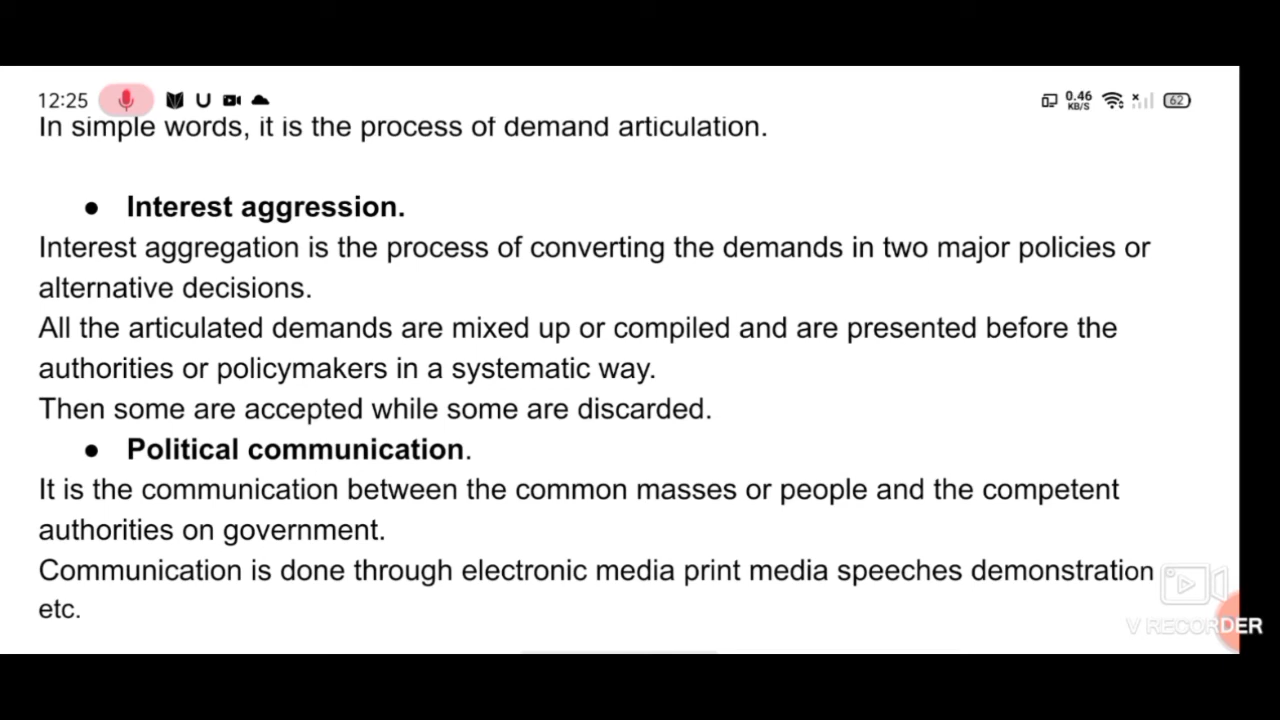 12:25 0.46 KB/S 62
In simple words, it is the process of demand articulation.
● Interest aggression.
Interest aggregation is the process of converting the demands in two major policies or
alternative decisions.
All the articulated demands are mixed up or compiled and are presented before the
authorities or policymakers in a systematic way.
Then some are accepted while some are discarded.
● Political communication.
It is the communication between the common masses or people and the competent
authorities on government.
Communication is done through electronic media print media speeches demonstration
etc.
V RECORDER